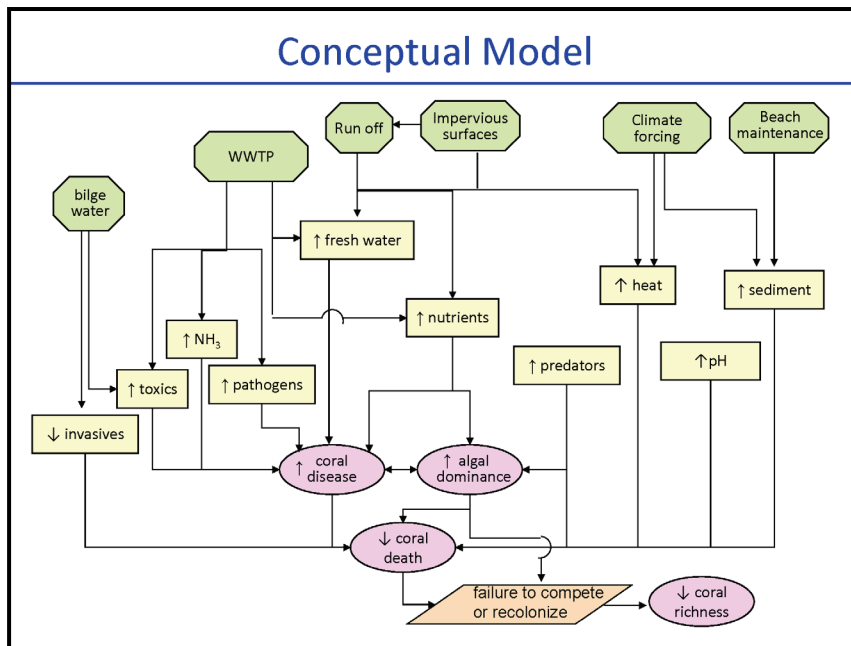 Conceptual Model
Run off
Impervious
surfaces
Climate
forcing
Beach
maintenance
WWTP
bilge
water
↑ fresh water
↑ heat
↑ sediment
↑ nutrients
↑ NH₃
↑ predators
↑pH
↑ toxics
↑ pathogens
↓ invasives
↑ coral
disease
↑ algal
dominance
↓ coral
death
failure to compete
or recolonize
↓ coral
richness